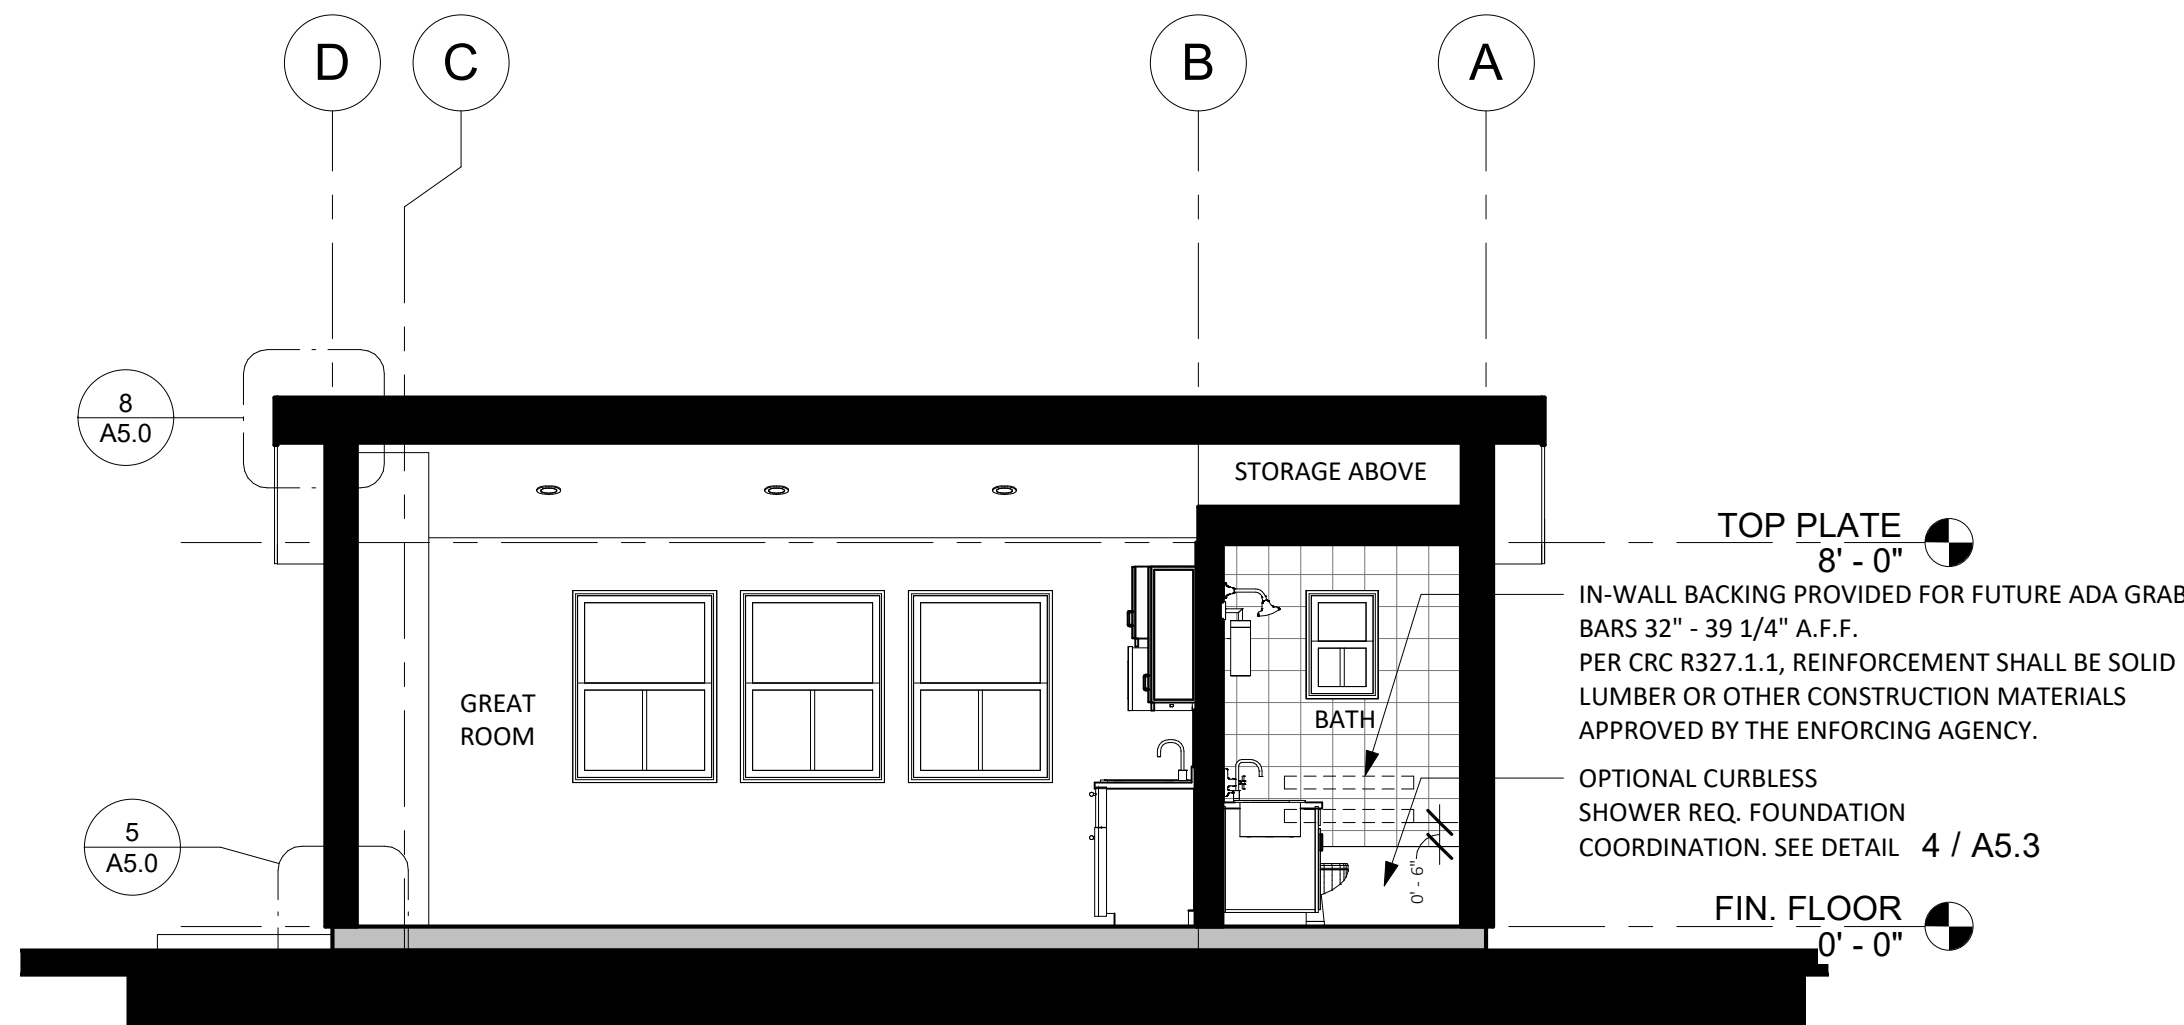 D
C
B
A
8
A5.0
STORAGE ABOVE
TOP PLATE
8' - 0"
IN-WALL BACKING PROVIDED FOR FUTURE ADA GRAB
BARS 32" - 39 1/4" A.F.F.
PER CRC R327.1.1, REINFORCEMENT SHALL BE SOLID
LUMBER OR OTHER CONSTRUCTION MATERIALS
APPROVED BY THE ENFORCING AGENCY.
GREAT
ROOM
BATH
OPTIONAL CURBLESS
SHOWER REQ. FOUNDATION
COORDINATION. SEE DETAIL 4 / A5.3
5
A5.0
0' - 6"
FIN. FLOOR
0' - 0"